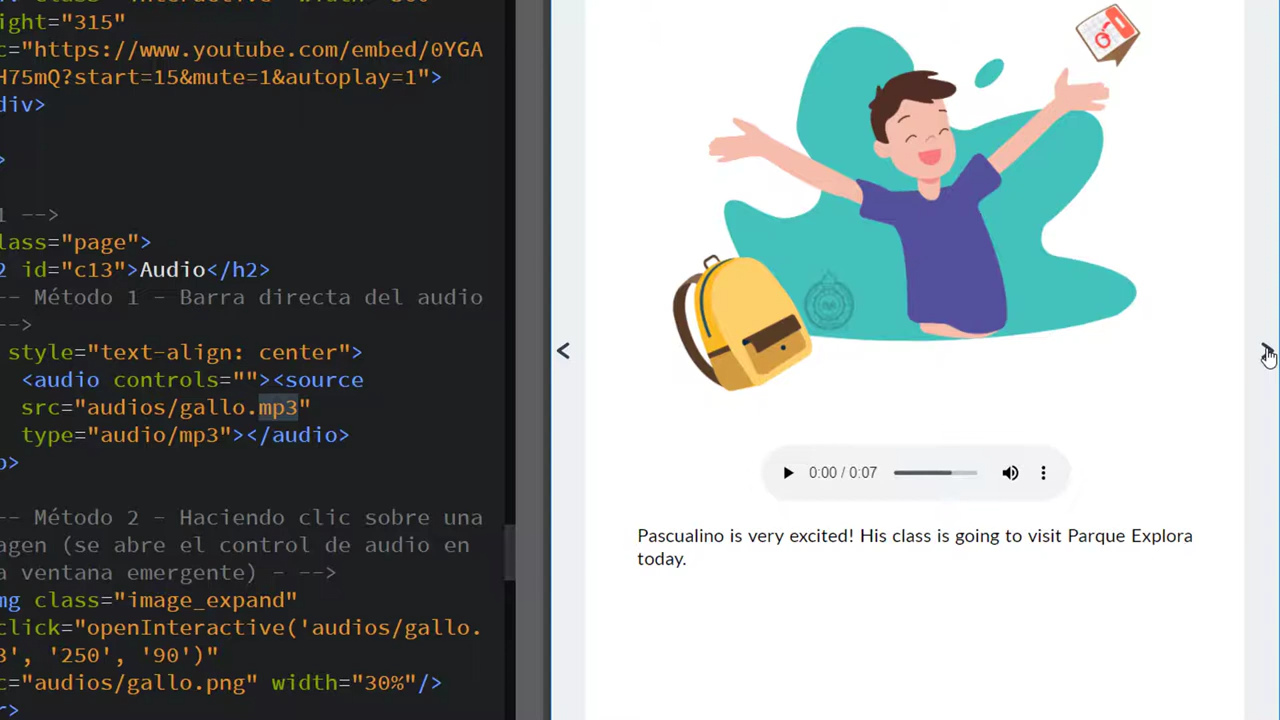 ight="315"
c="https://www.youtube.com/embed/0YGA
H75mQ?start=15&mute=1&autoplay=1">
div>
>
1 -->
lass="page">
2 id="c13">Audio</h2>
-- Método 1 - Barra directa del audio
-->
style="text-align: center">
<audio controls=""><source
src="audios/gallo.mp3"
type="audio/mp3"></audio>
p>
-- Método 2 - Haciendo clic sobre una
agen (se abre el control de audio en
a ventana emergente) - -->
mg class="image_expand"
click="openInteractive('audios/gallo.
3', '250', '90')"
c="audios/gallo.png" width="30%"/>
r>
0:00 / 0:07
Pascualino is very excited! His class is going to visit Parque Explora
today.